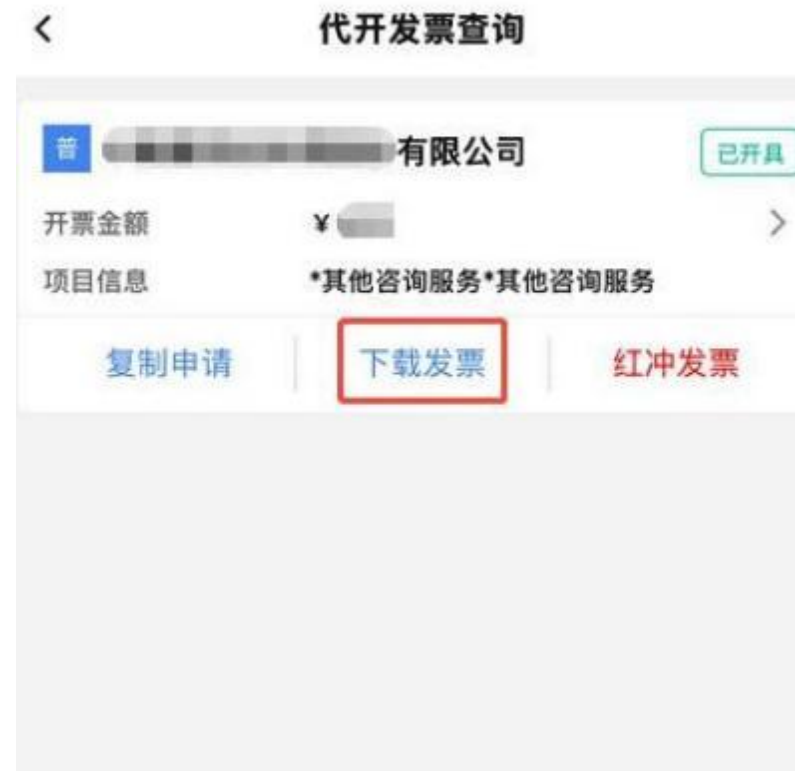 代开发票查询
普 有限公司 已开具
开票金额 ¥
项目信息 *其他咨询服务*其他咨询服务
复制申请 下载发票 红冲发票